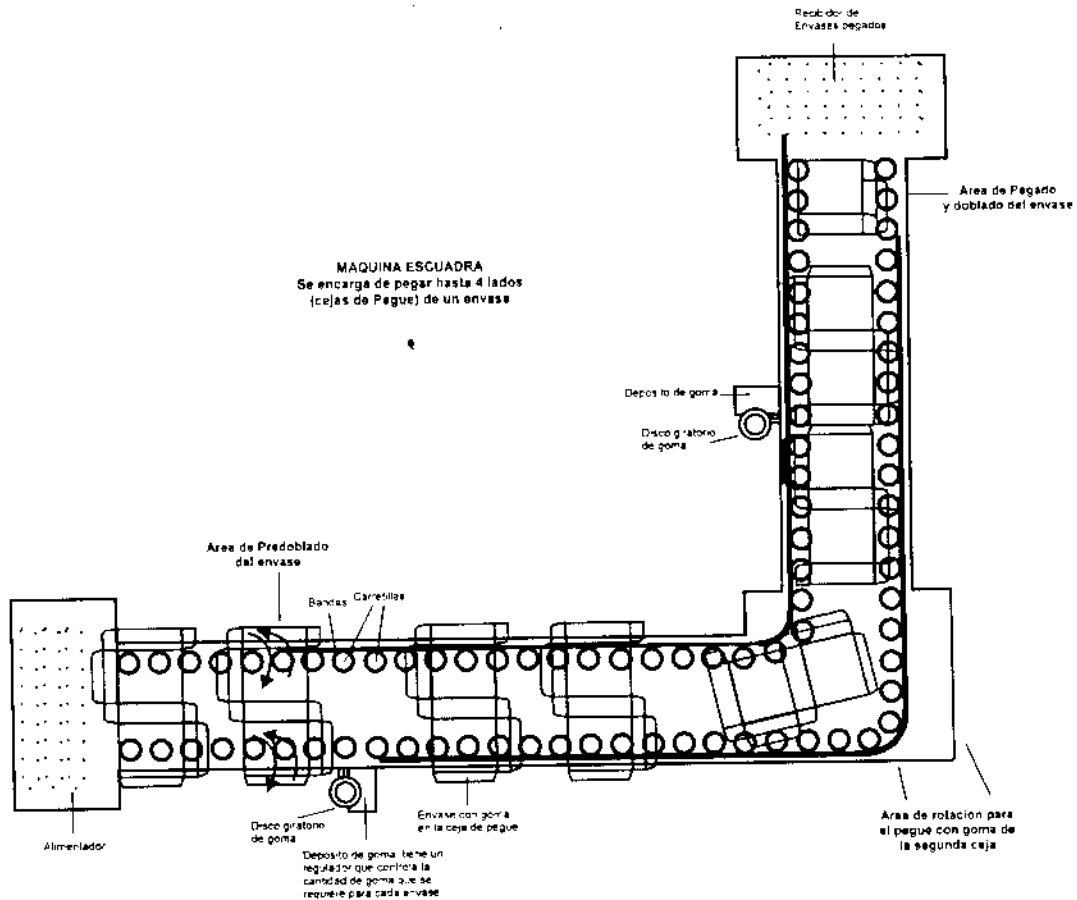 Recibidor de
Envases pegados
Area de Pegado
y doblado del envase
MAQUINA ESCUADRA
Se encarga de pegar hasta 4 lados
(cejas de Pegue) de un envase
Deposito de goma
Disco giratorio
de goma
Area de Predoblado
del envase
Bandas
Carretillas
Alimentador
Disco giratorio
de goma
Deposito de goma, tiene un
regulador que controla la
cantidad de goma que se
requiere para cada envase
Envase con goma
en la ceja de pegue
Area de rotacion para
el pegue con goma de
la segunda ceja